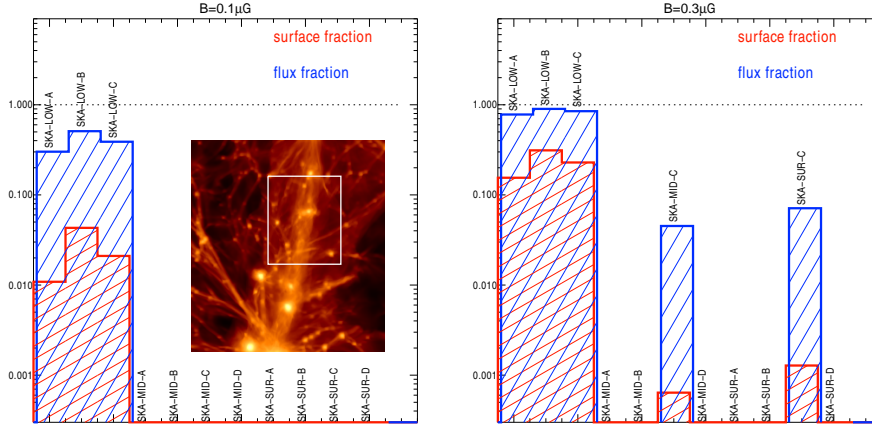 B=0.1μG
surface fraction
flux fraction
SKA-LOW-A
SKA-LOW-B
SKA-LOW-C
1.000
0.100
0.010
0.001
SKA-MID-A
SKA-MID-B
SKA-MID-C
SKA-MID-D
SKA-SUR-A
SKA-SUR-B
SKA-SUR-C
SKA-SUR-D
B=0.3μG
surface fraction
flux fraction
SKA-LOW-A
SKA-LOW-B
SKA-LOW-C
1.000
0.100
0.010
0.001
SKA-MID-A
SKA-MID-B
SKA-MID-C
SKA-MID-D
SKA-SUR-A
SKA-SUR-B
SKA-SUR-C
SKA-SUR-D